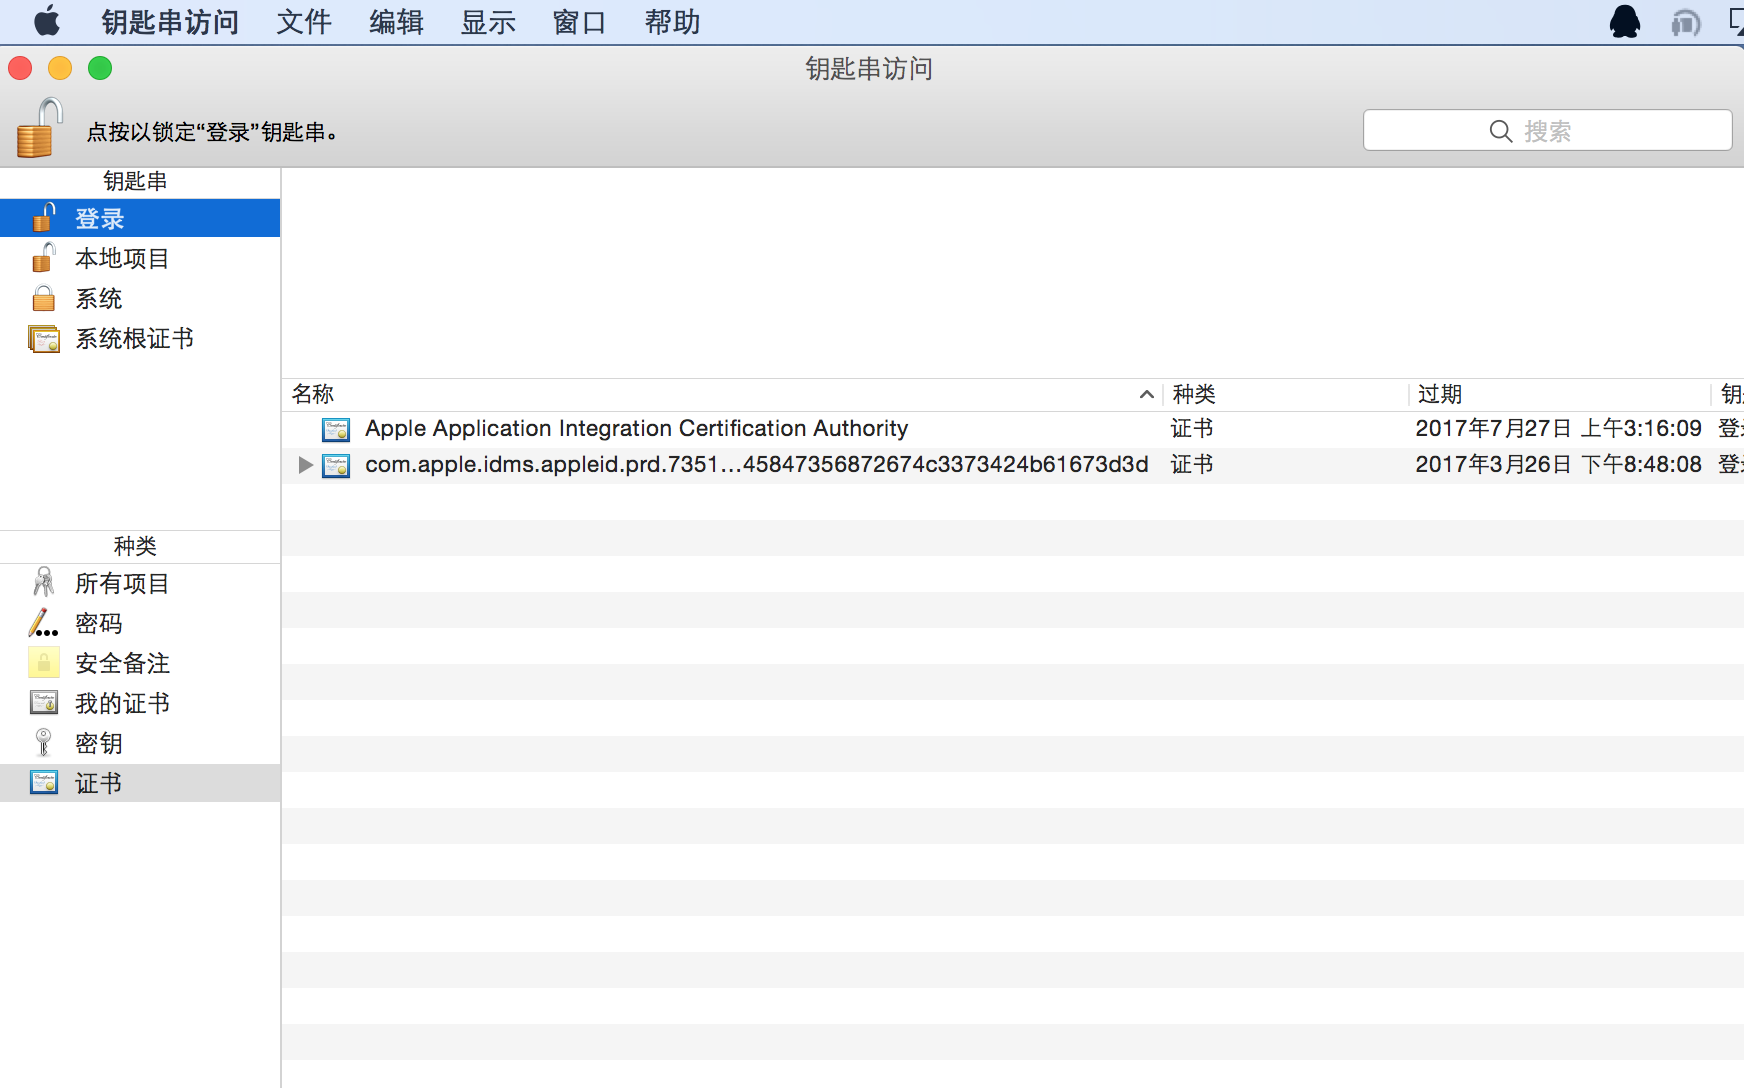 钥匙串访问 文件 编辑 显示 窗口 帮助
钥匙串访问
点按以锁定“登录”钥匙串。
搜索
钥匙串
登录
本地项目
系统
系统根证书
名称 种类 过期 钥
Apple Application Integration Certification Authority 证书 2017年7月27日 上午3:16:09 登录
com.apple.idms.appleid.prd.7351...45847356872674c3373424b61673d3d 证书 2017年3月26日 下午8:48:08 登录
种类
所有项目
密码
安全备注
我的证书
密钥
证书